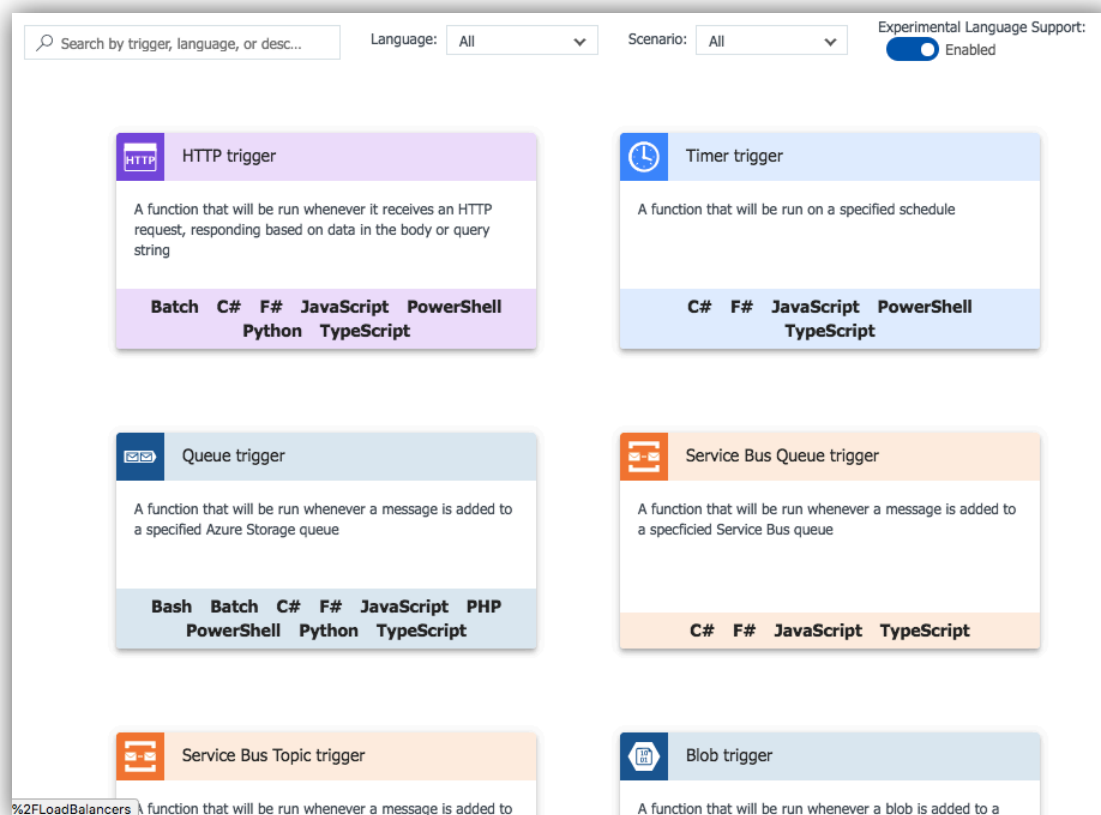 Search by trigger, language, or desc...
Language: All
Scenario: All
Experimental Language Support:
Enabled
HTTP
HTTP trigger
A function that will be run whenever it receives an HTTP
request, responding based on data in the body or query
string
Batch C# F# JavaScript PowerShell
Python TypeScript
Timer trigger
A function that will be run on a specified schedule
C# F# JavaScript PowerShell
TypeScript
Queue trigger
A function that will be run whenever a message is added to
a specified Azure Storage queue
Bash Batch C# F# JavaScript PHP
PowerShell Python TypeScript
Service Bus Queue trigger
A function that will be run whenever a message is added to
a specficied Service Bus queue
C# F# JavaScript TypeScript
Service Bus Topic trigger
A function that will be run whenever a message is added to
Blob trigger
A function that will be run whenever a blob is added to a
%2FLoadBalancers